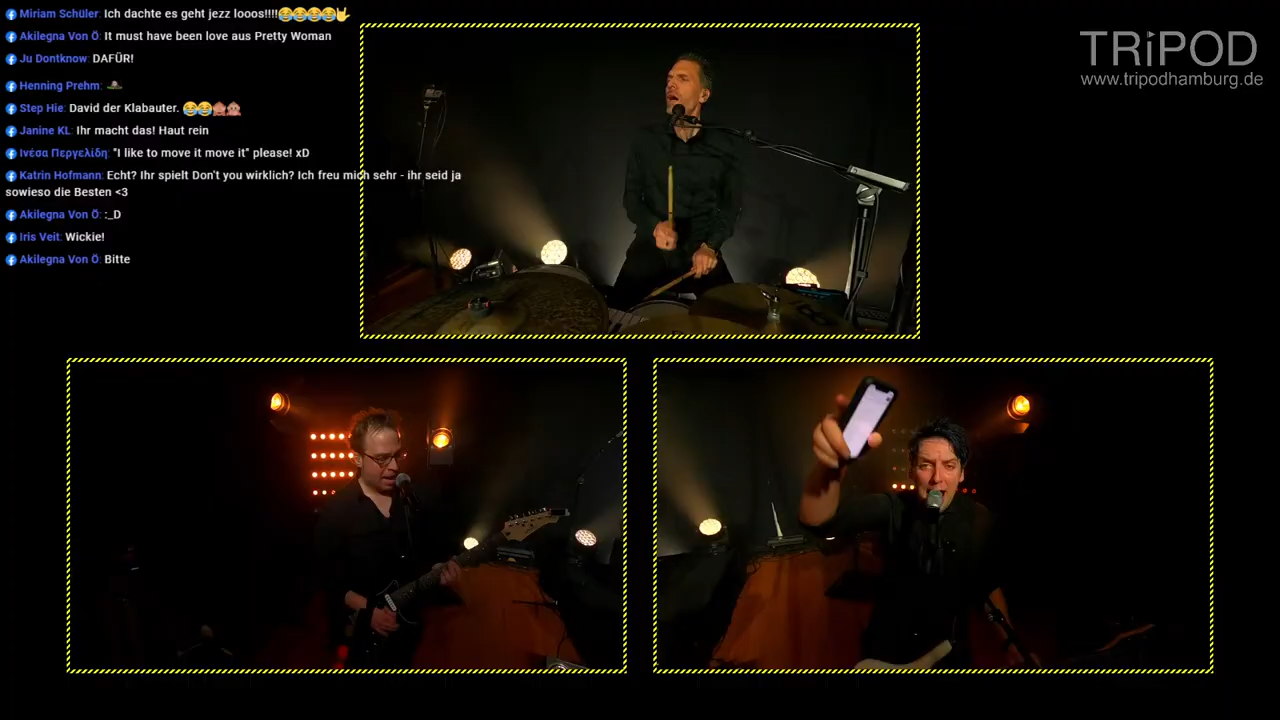 Miriam Schüler: Ich dachte es geht jezz looos!!!!😂😂😂😂🤟
Akilegna Von Ö: It must have been love aus Pretty Woman
Ju Dontknow: DAFÜR!
Henning Prehm:
Step Hie: David der Klabauter. 😂😂🙈🙊
Janine KL: Ihr macht das! Haut rein
Ινέσα Περγελίδη: "I like to move it move it" please! xD
Katrin Hofmann: Echt? Ihr spielt Don't you wirklich? Ich freu mich sehr - ihr seid ja
sowieso die Besten <3
Akilegna Von Ö: :_D
Iris Veit: Wickie!
Akilegna Von Ö: Bitte
TRiPOD
www.tripodhamburg.de